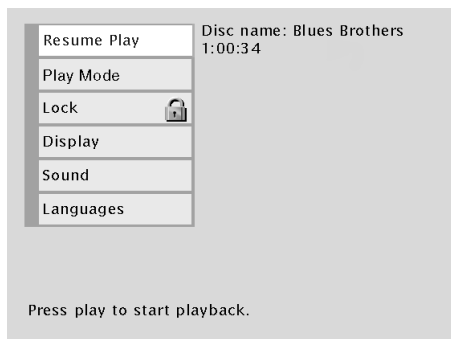 Resume Play
Play Mode
Lock
Display
Sound
Languages
Disc name: Blues Brothers
1:00:34
Press play to start playback.